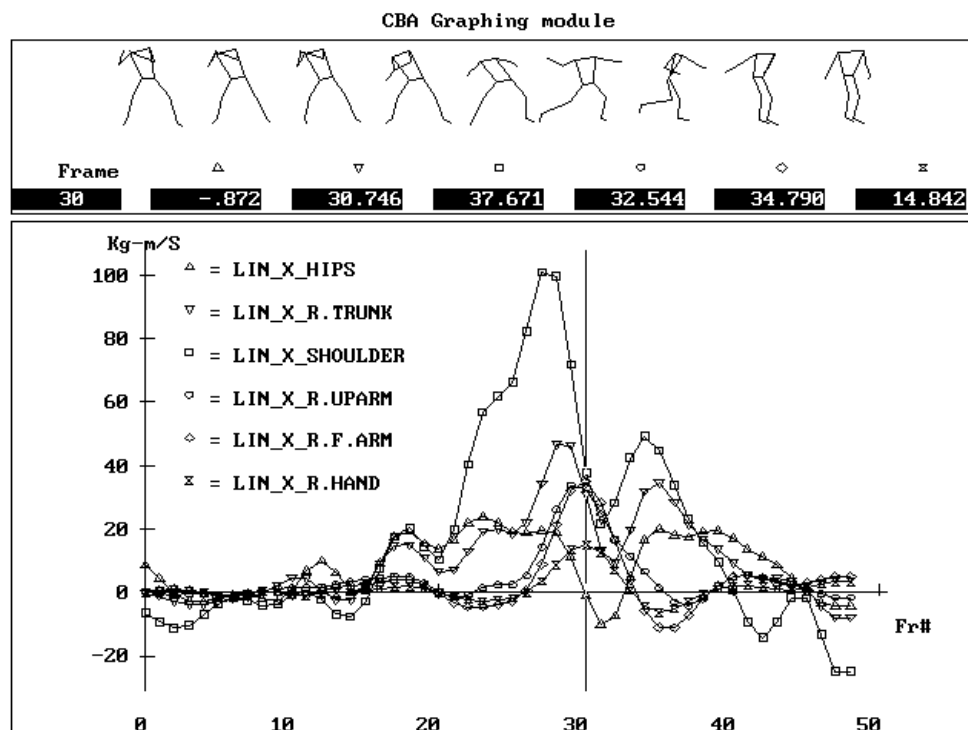 CBA Graphing module
Frame
30 -.872 30.746 37.671 32.544 34.790 14.842
Kg-m/S
100
80
60
40
20
0
-20
= LIN_X_HIPS
= LIN_X_R.TRUNK
= LIN_X_SHOULDER
= LIN_X_R.UPARM
= LIN_X_R.F.ARM
= LIN_X_R.HAND
Fr#
0 10 20 30 40 50